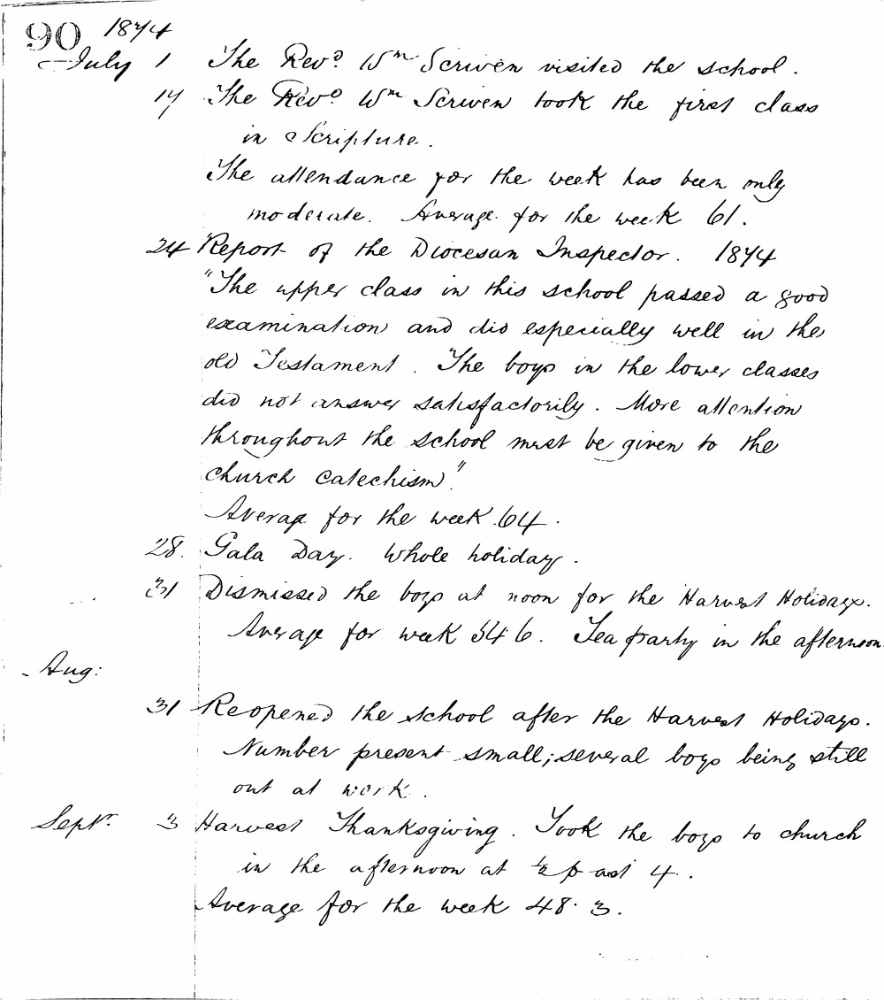 90 1874
July 1 The Revd. Wm Scriven visited the school.
17 The Revd. Wm Scriven took the first class
in Scripture.
The attendance for the week has been only
moderate. Average for the week 61.
24 Report of the Diocesan Inspector. 1874
"The upper class in this school passed a good
examination and did especially well in the
old Testament. The boys in the lower classes
did not answer satisfactorily. More attention
throughout the school must be given to the
church catechism".
Average for the week 64.
28. Gala Day. Whole holiday.
31 Dismissed the boys at noon for the Harvest Holidays.
Average for week 54 6. Tea party in the afternoon
Aug:
31 Reopened the school after the Harvest Holidays.
Number present small; several boys being still
out at work.
Septr. 3 Harvest Thanksgiving. Took the boys to church
in the afternoon at ½ past 4.
Average for the week 48.3.